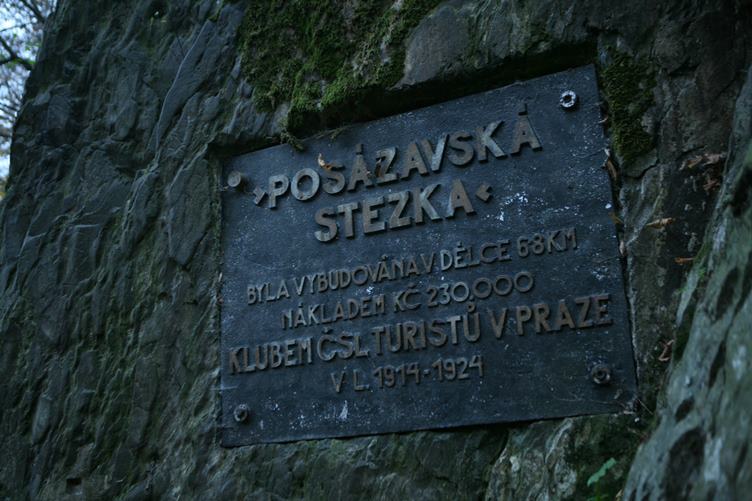 »POSÁZAVSKÁ
STEZKA«
BYLA VYBUDOVÁNA V DÉLCE 68 KM
NÁKLADEM KČ 230,000
KLUBEM ČSL TURISTŮ V PRAZE
V L. 1914-1924